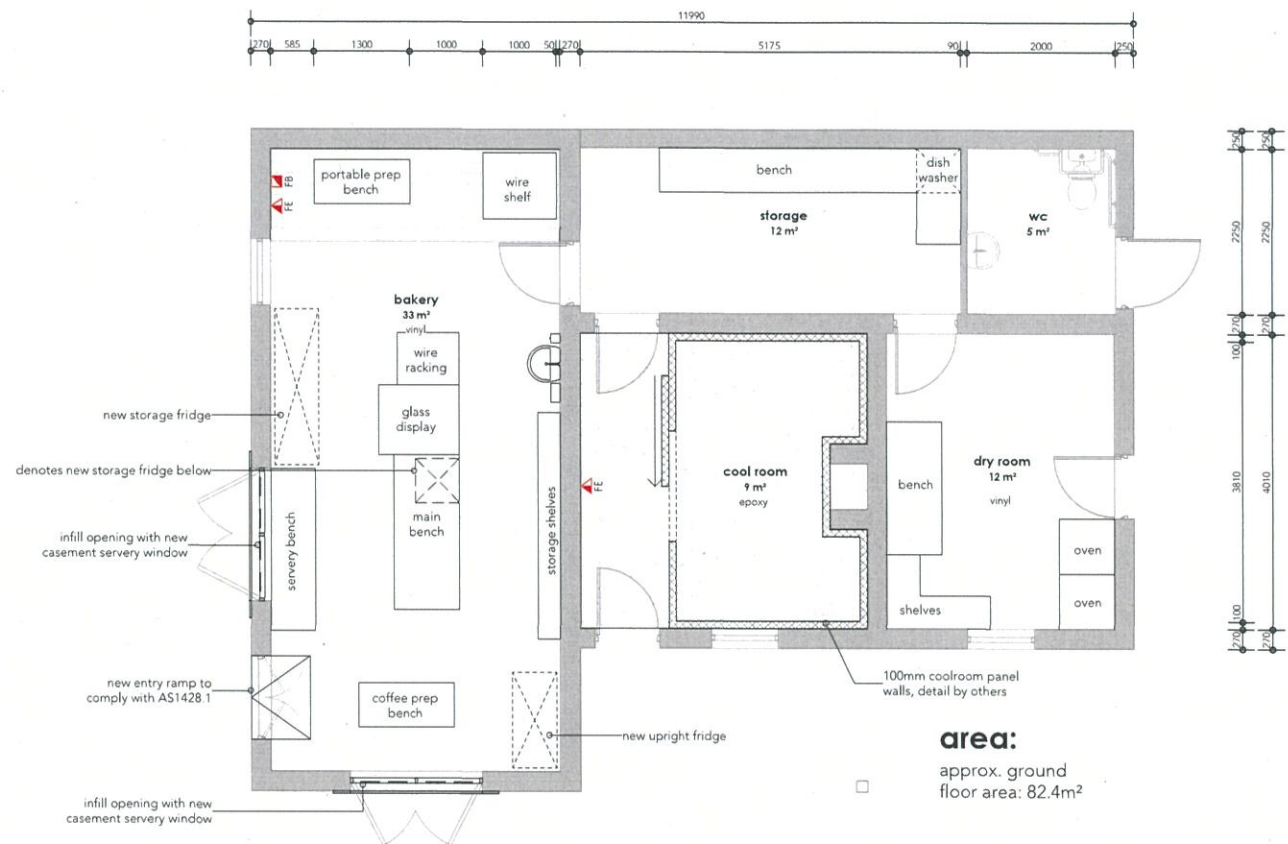 11990
270 585 1300 1000 1000 50 270 5175 90 2000 250
portable prep
bench
wire
shelf
bench
dish
washer
FB
FE
storage
12 m²
wc
5 m²
250 250
2250 2250
270 270
100
3810 4010
100
270 270
bakery
33 m²
vinyl
wire
racking
glass
display
new storage fridge
denotes new storage fridge below
main
bench
infill opening with new
casement servery window
servery bench
storage shelves
FE
cool room
9 m²
epoxy
dry room
12 m²
vinyl
bench
oven
oven
shelves
new entry ramp to
comply with AS1428.1
coffee prep
bench
new upright fridge
100mm coolroom panel
walls, detail by others
infill opening with new
casement servery window
area:
approx. ground
floor area: 82.4m²